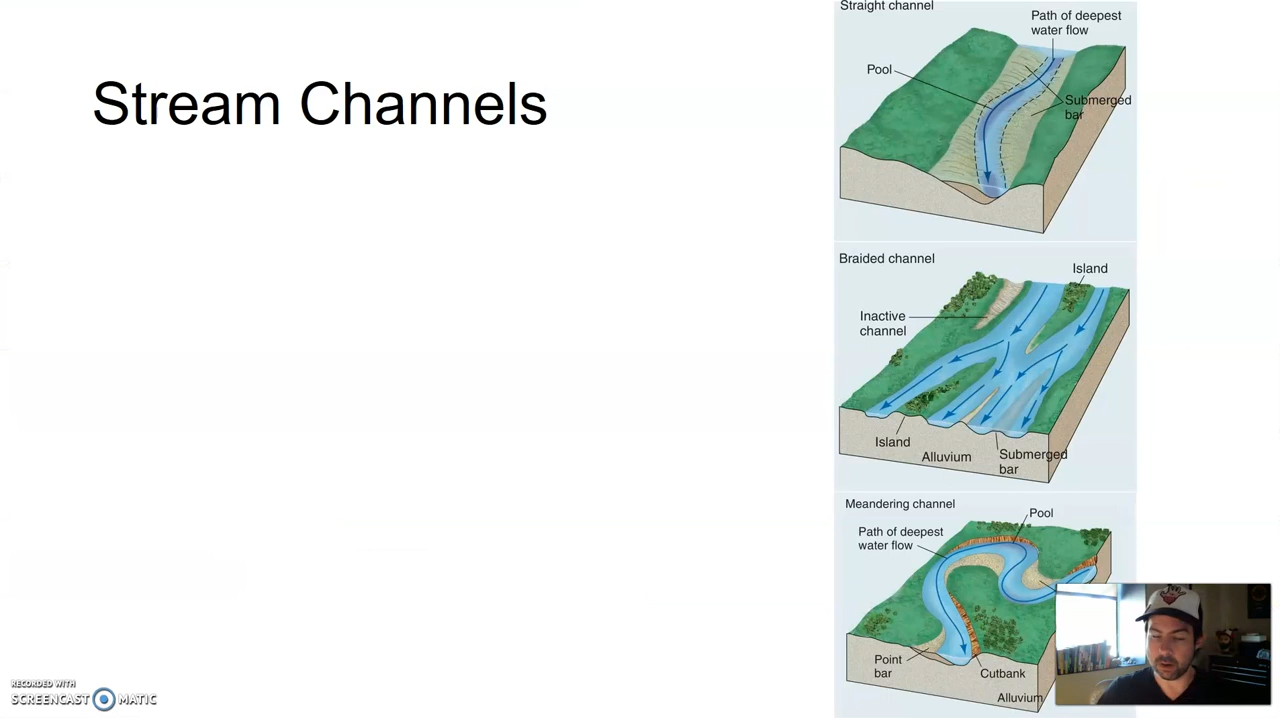 Stream Channels
Straight channel
Path of deepest
water flow
Pool
Submerged
bar
Braided channel
Island
Inactive
channel
Island
Alluvium
Submerged
bar
Meandering channel
Pool
Path of deepest
water flow
Point
bar
Cutbank
Alluvium
RECORDED WITH
SCREENCAST MATIC